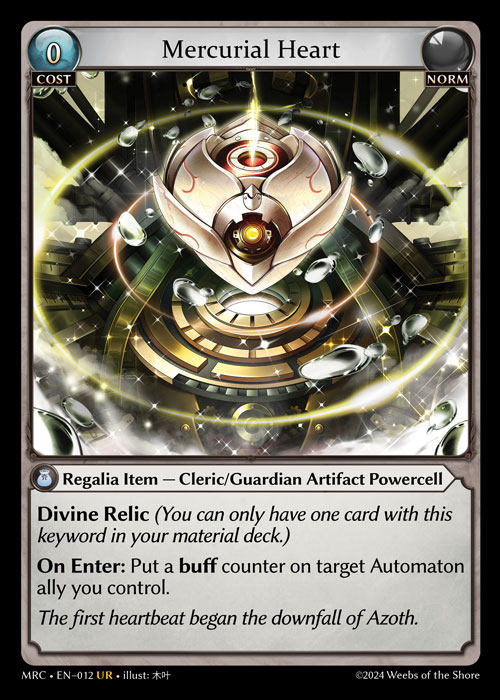 0
Mercurial Heart
COST
NORM
Regalia Item — Cleric/Guardian Artifact Powercell
Divine Relic (You can only have one card with this
keyword in your material deck.)
On Enter: Put a buff counter on target Automaton
ally you control.
The first heartbeat began the downfall of Azoth.
MRC • EN–012 UR • illust: 木叶
©2024 Weebs of the Shore